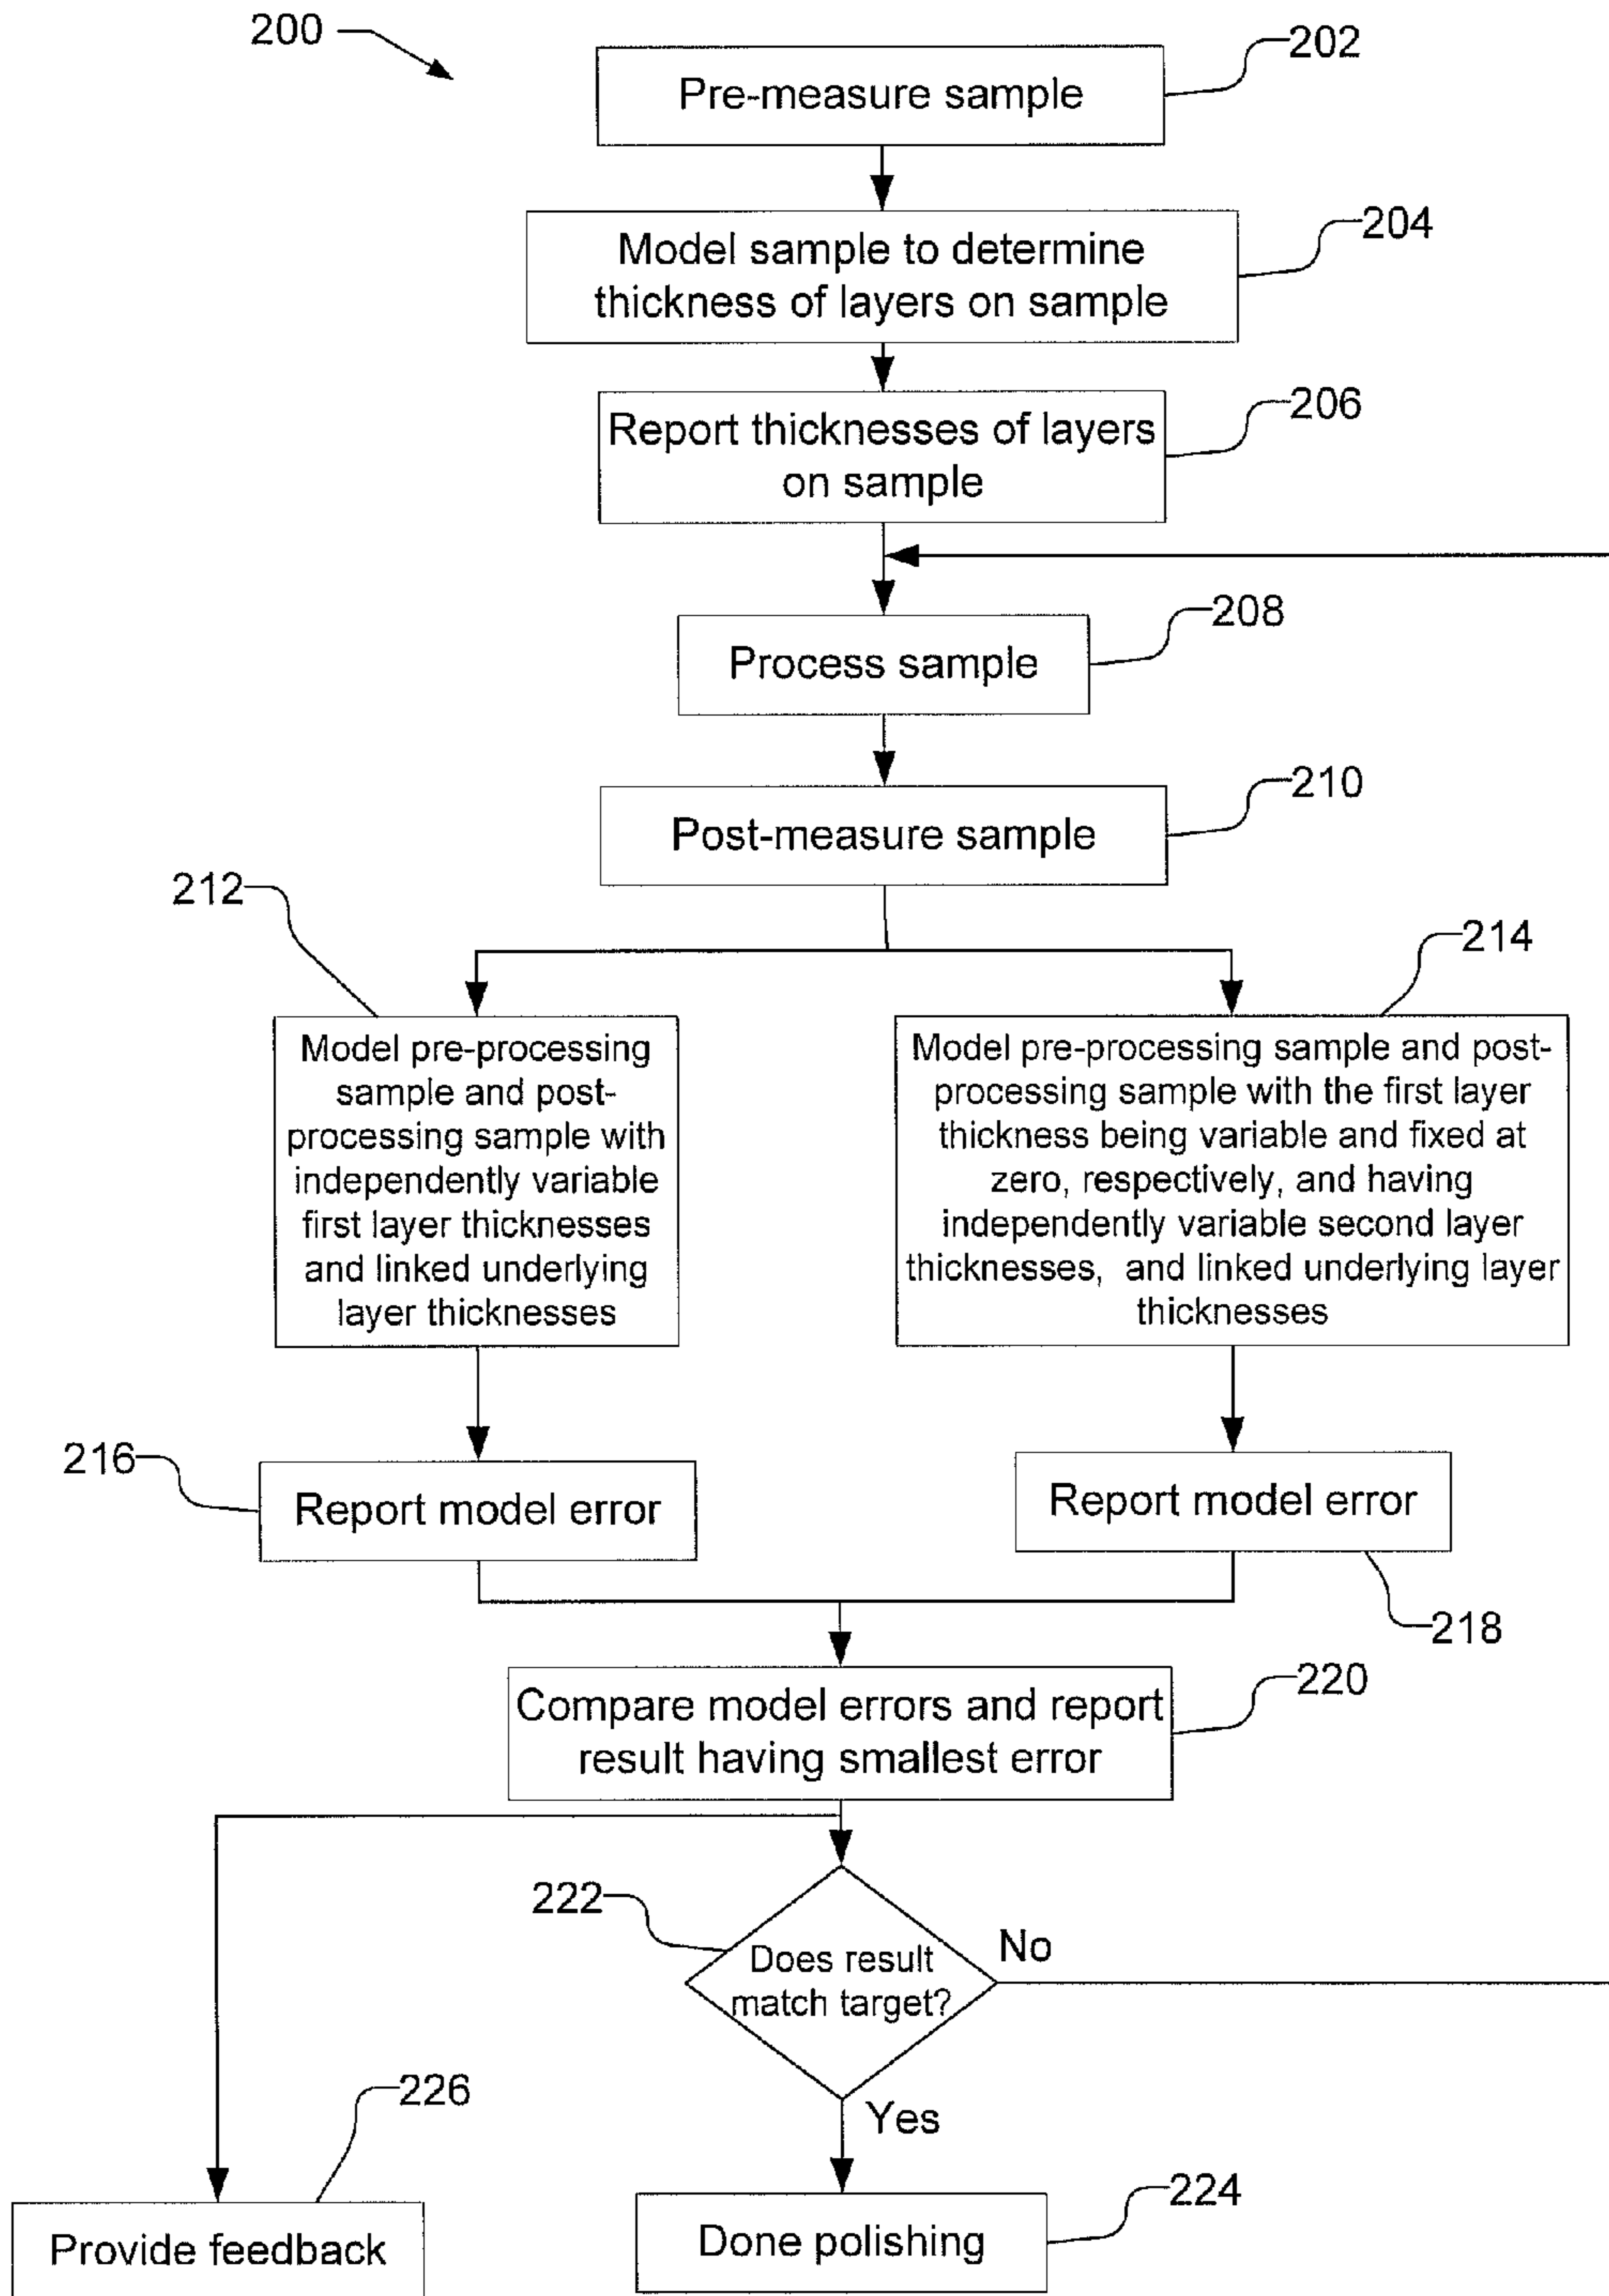 200
202
Pre-measure sample
204
Model sample to determine
thickness of layers on sample
206
Report thicknesses of layers
on sample
208
Process sample
210
Post-measure sample
212
214
Model pre-processing
sample and post-
processing sample with
independently variable
first layer thicknesses
and linked underlying
layer thicknesses
Model pre-processing sample and post-
processing sample with the first layer
thickness being variable and fixed at
zero, respectively, and having
independently variable second layer
thicknesses, and linked underlying layer
thicknesses
216
Report model error
Report model error
218
220
Compare model errors and report
result having smallest error
222
Does result
match target?
No
Yes
226
Provide feedback
224
Done polishing